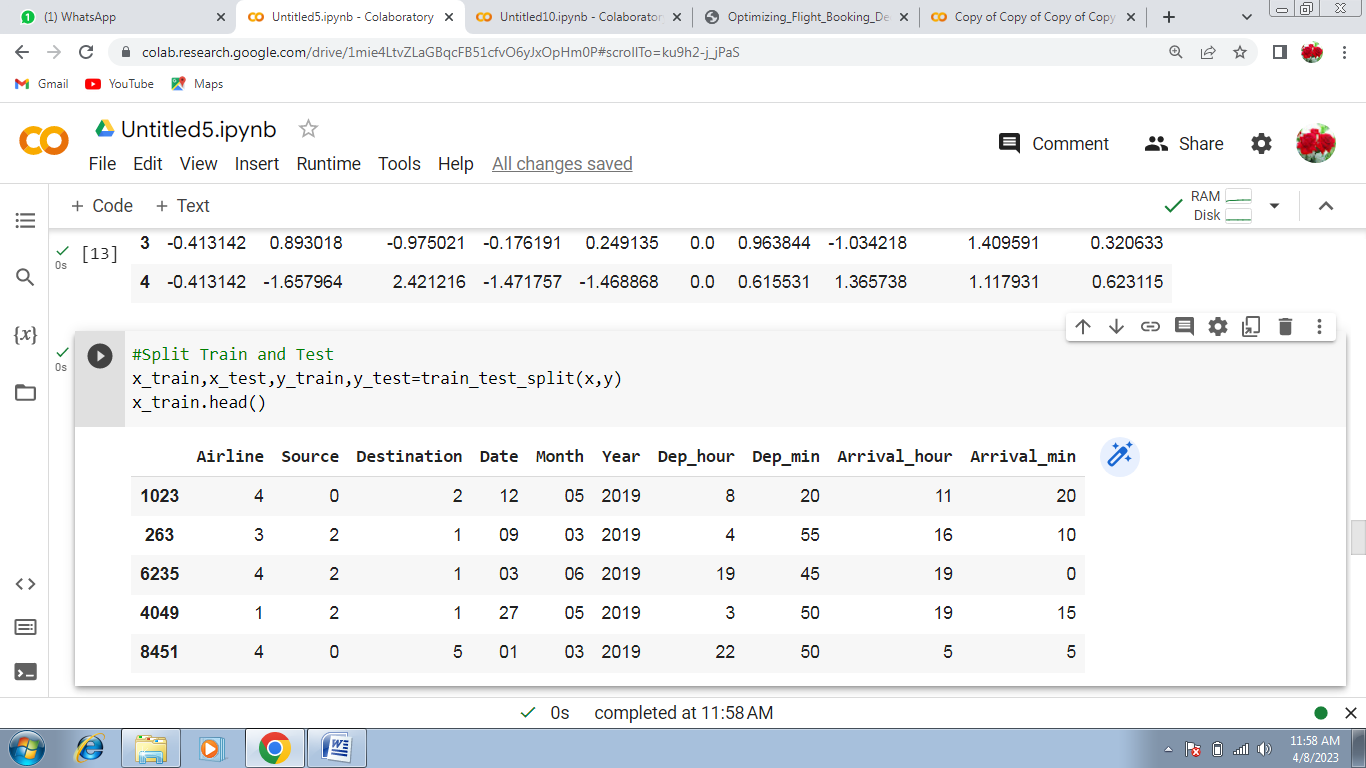 (1) WhatsApp
Untitled5.ipynb - Colaboratory
Untitled10.ipynb - Colaborator
Optimizing_Flight_Booking_De
Copy of Copy of Copy of Copy
colab.research.google.com/drive/1mie4LtvZLaGBqcFB51cfvO6yJxOpHm0P#scrollTo=ku9h2-j_jPaS
Gmail YouTube Maps
Untitled5.ipynb
File Edit View Insert Runtime Tools Help All changes saved
Comment Share
+ Code + Text
RAM
Disk
[13]
0s
3 -0.413142 0.893018 -0.975021 -0.176191 0.249135 0.0 0.963844 -1.034218 1.409591 0.320633
4 -0.413142 -1.657964 2.421216 -1.471757 -1.468868 0.0 0.615531 1.365738 1.117931 0.623115
{x}
0s
#Split Train and Test
x_train,x_test,y_train,y_test=train_test_split(x,y)
x_train.head()
Airline Source Destination Date Month Year Dep_hour Dep_min Arrival_hour Arrival_min
1023 4 0 2 12 05 2019 8 20 11 20
263 3 2 1 09 03 2019 4 55 16 10
6235 4 2 1 03 06 2019 19 45 19 0
4049 1 2 1 27 05 2019 3 50 19 15
8451 4 0 5 01 03 2019 22 50 5 5
0s completed at 11:58 AM
11:58 AM
4/8/2023